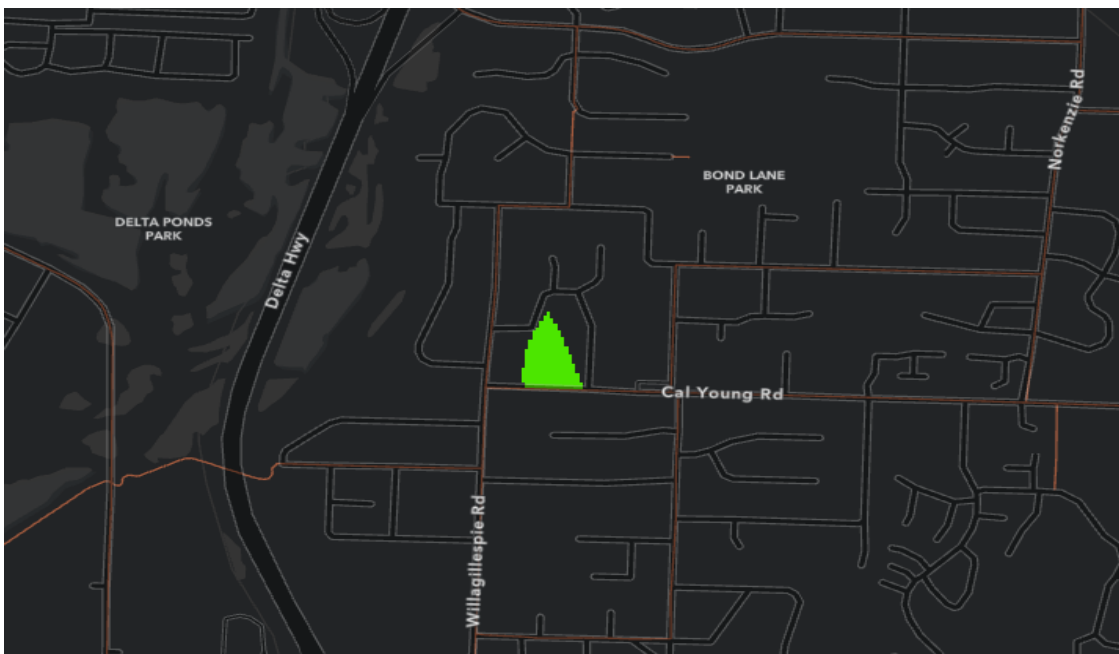 Norkenzie Rd
BOND LANE
PARK
DELTA PONDS
PARK
Delta Hwy
Cal Young Rd
Willagillespie Rd